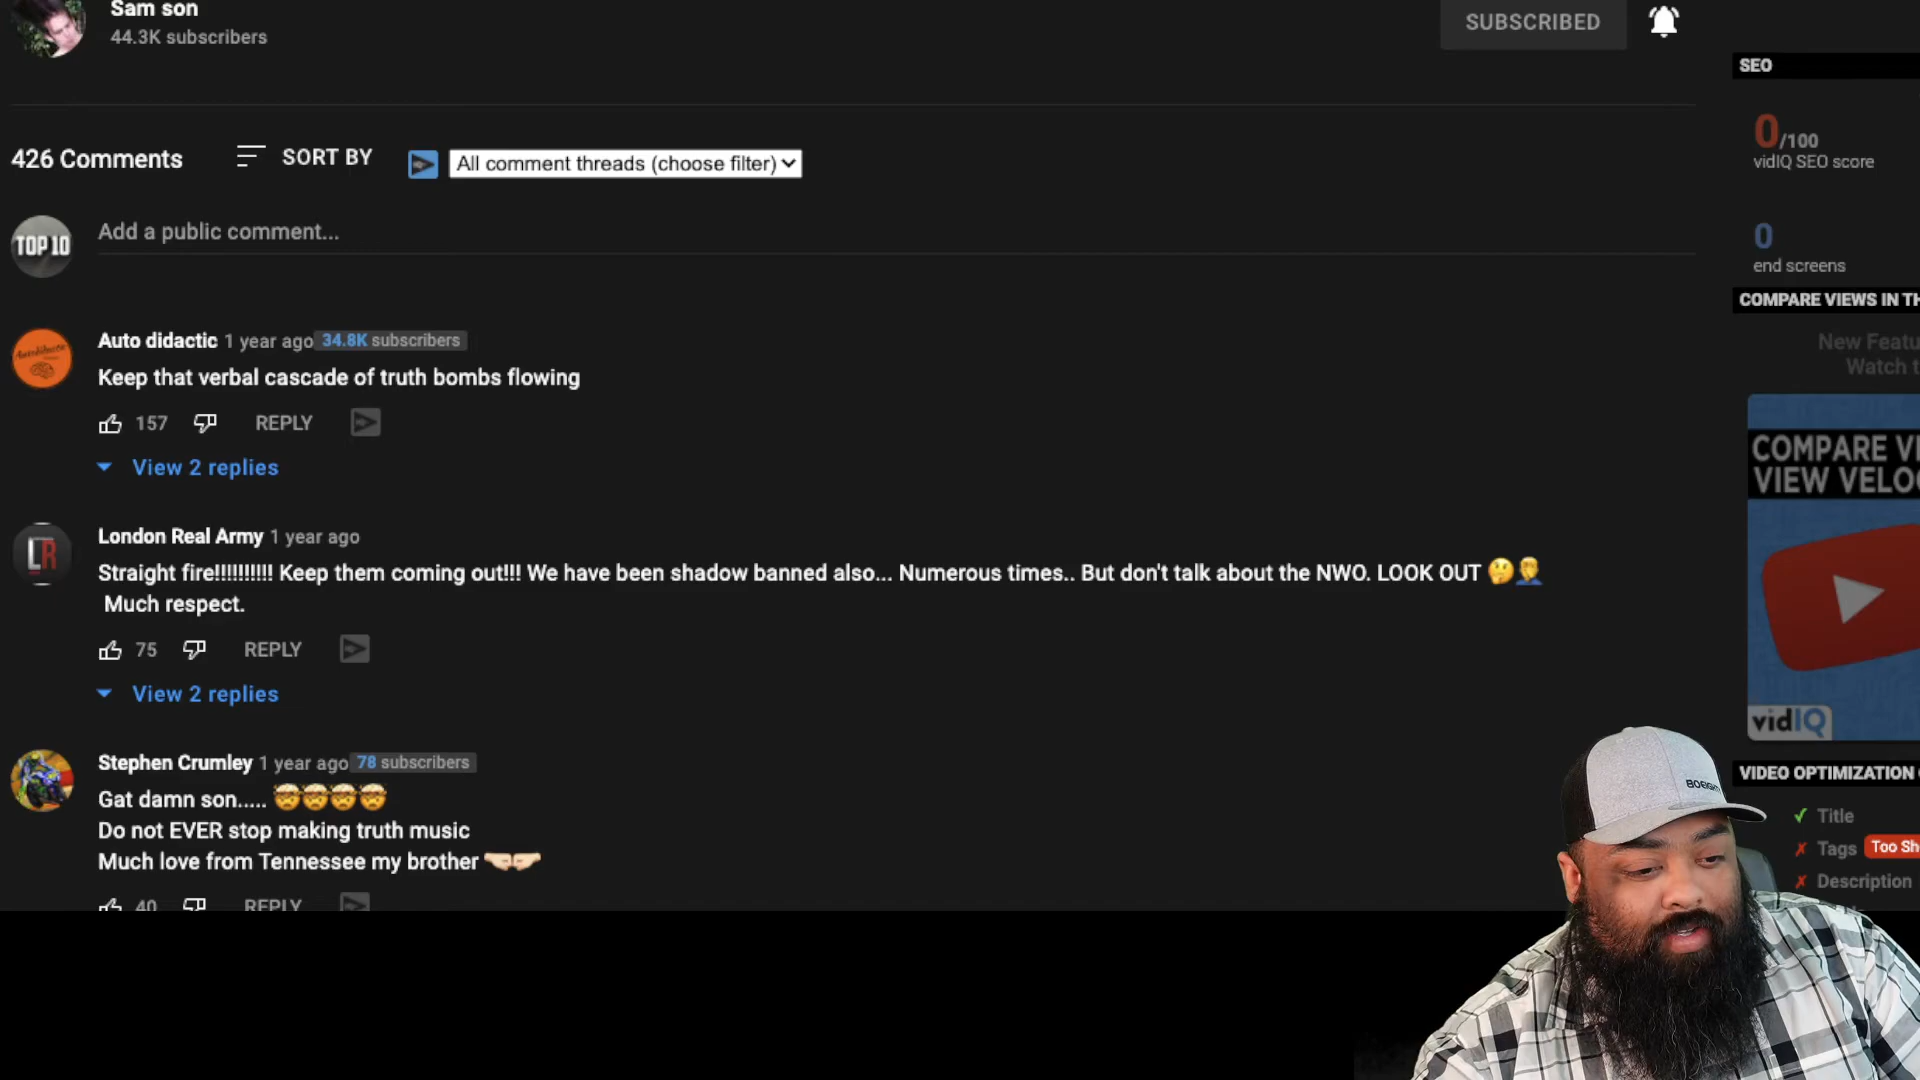 Sam son
44.3K subscribers
SUBSCRIBED
SEO
0/100
vidIQ SEO score
426 Comments
SORT BY
All comment threads (choose filter)
TOP 10
Add a public comment...
0
end screens
COMPARE VIEWS IN
New
Watch
Auto didactic 1 year ago 34.8K subscribers
Keep that verbal cascade of truth bombs flowing
157 REPLY
View 2 replies
COMPARE
VIEW
London Real Army 1 year ago
LR
Straight fire!!!!!!!!!! Keep them coming out!!! We have been shadow banned also... Numerous times.. But don't talk about the NWO. LOOK OUT 🤔🤦‍♂️
Much respect.
75 REPLY
View 2 replies
vidIQ
Stephen Crumley 1 year ago 78 subscribers
Gat damn son..... 🤯🤯🤯🤯
Do not EVER stop making truth music
Much love from Tennessee my brother 🤜🏻🤛🏻
40 REPLY
VIDEO OPTIMIZATION
Title
Tags Too
Description